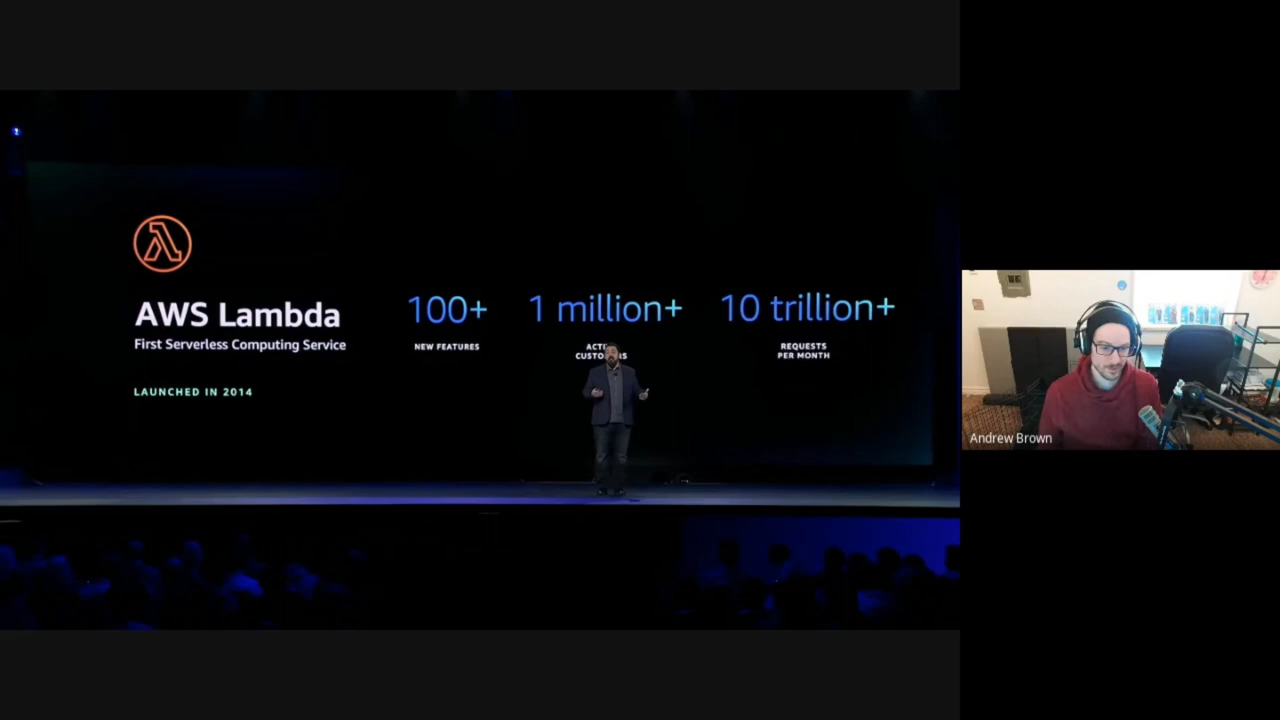 AWS Lambda
First Serverless Computing Service
LAUNCHED IN 2014
100+
NEW FEATURES
1 million+
10 trillion+
REQUESTS
PER MONTH
Andrew Brown